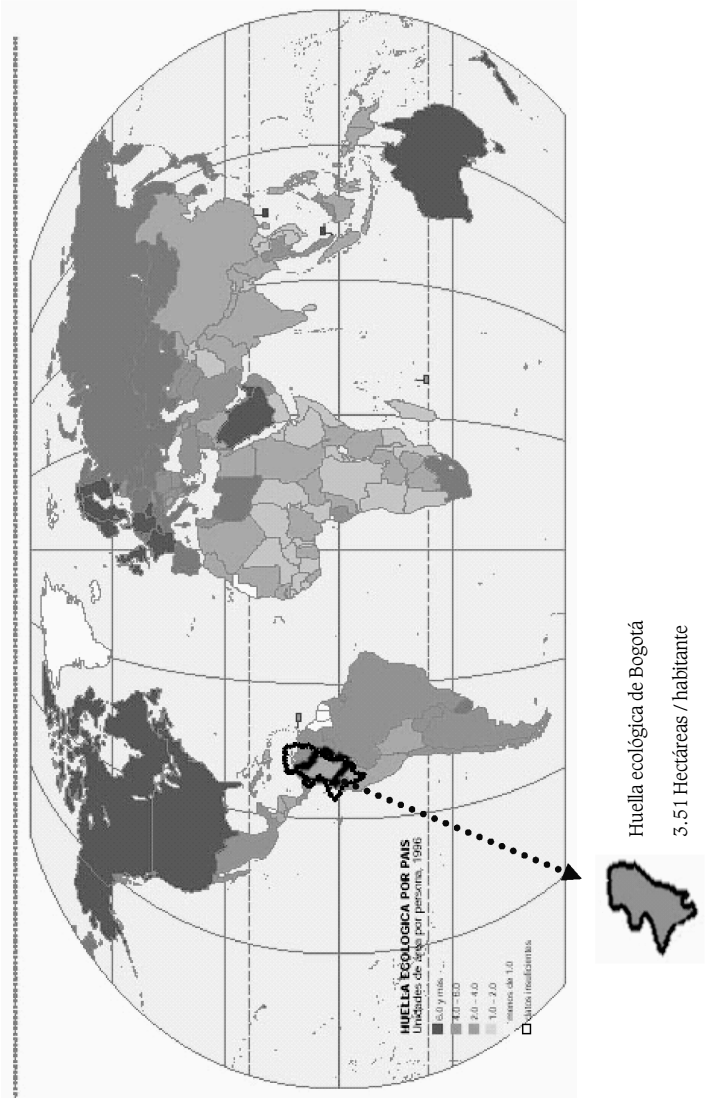 HUELLA ECOLOGICA POR PAIS
Unidades de área por persona, 1996
6.0 y más
4.0 - 6.0
2.0 - 4.0
1.0 - 2.0
menos de 1.0
datos insuficientes
Huella ecológica de Bogotá
3.51 Hectáreas / habitante